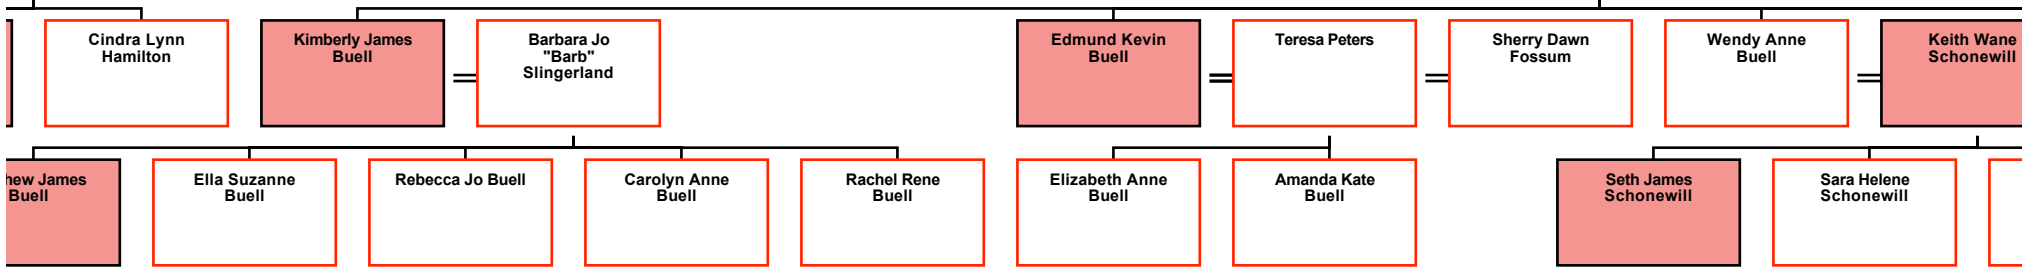 Cindra Lynn
Hamilton
Kimberly James
Buell
Barbara Jo
"Barb"
Slingerland
Edmund Kevin
Buell
Teresa Peters
Sherry Dawn
Fossum
Wendy Anne
Buell
Keith Wane
Schonewill
hew James
Buell
Ella Suzanne
Buell
Rebecca Jo Buell
Carolyn Anne
Buell
Rachel Rene
Buell
Elizabeth Anne
Buell
Amanda Kate
Buell
Seth James
Schonewill
Sara Helene
Schonewill